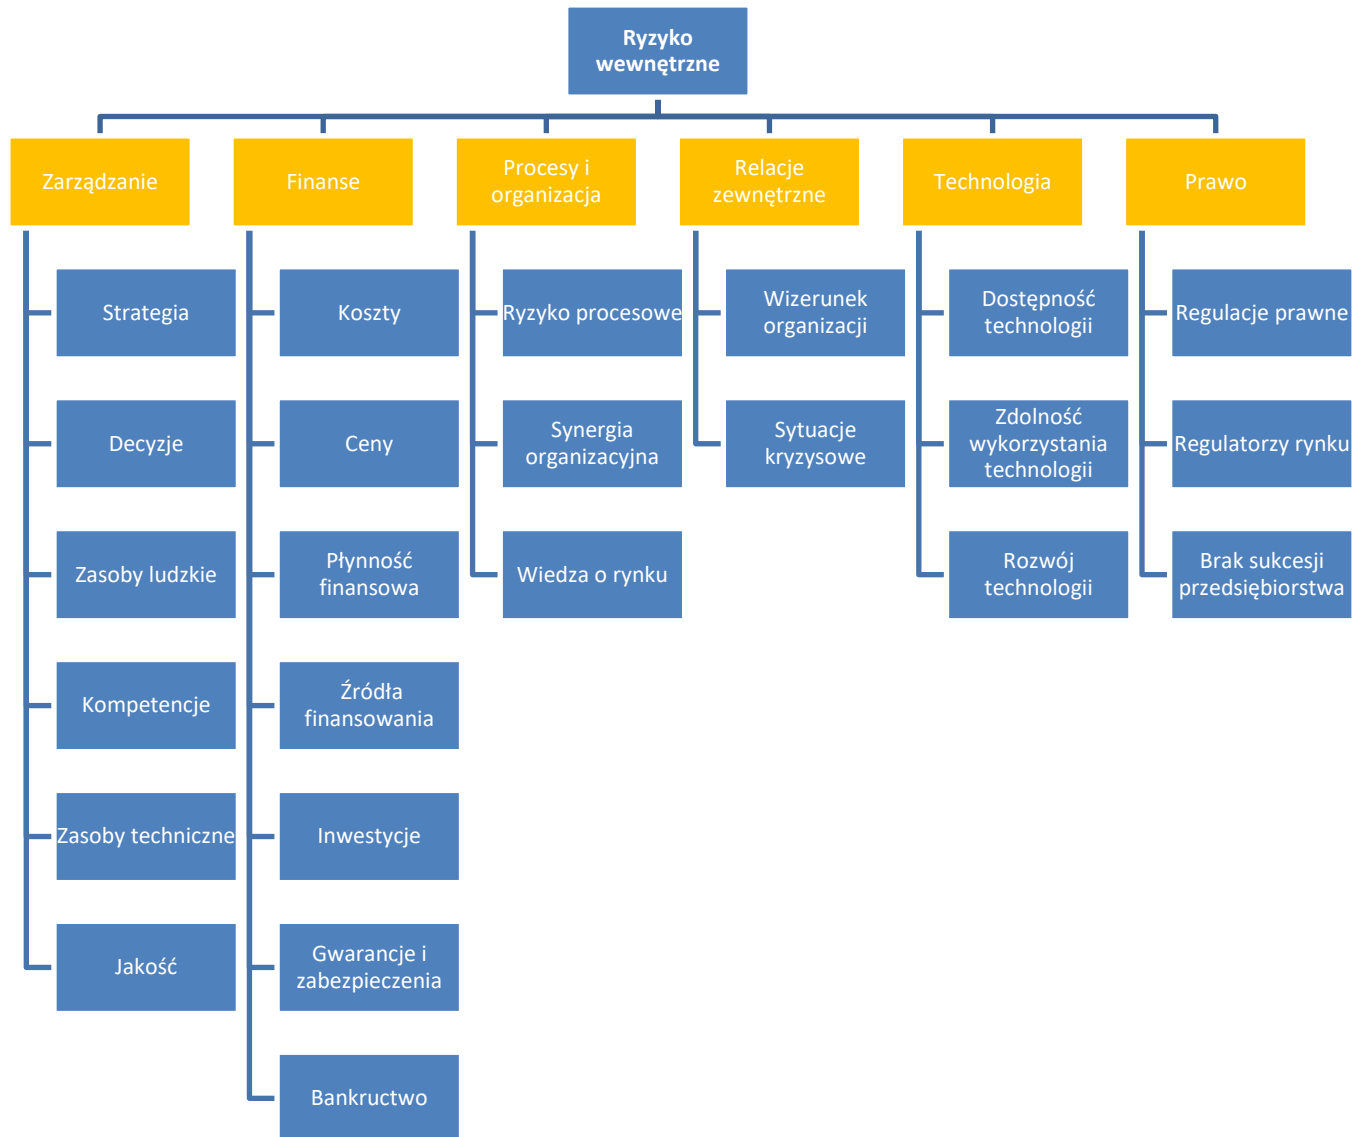 Ryzyko
wewnętrzne
Zarządzanie
Finanse
Procesy i
organizacja
Relacje
zewnętrzne
Technologia
Prawo
Strategia
Decyzje
Zasoby ludzkie
Kompetencje
Zasoby techniczne
Jakość
Koszty
Ceny
Płynność
finansowa
Źródła
finansowania
Inwestycje
Gwarancje i
zabezpieczenia
Bankructwo
Ryzyko procesowe
Synergia
organizacyjna
Wiedza o rynku
Wizerunek
organizacji
Sytuacje
kryzysowe
Dostępność
technologii
Zdolność
wykorzystania
technologii
Rozwój
technologii
Regulacje prawne
Regulatorzy rynku
Brak sukcesji
przedsiębiorstwa